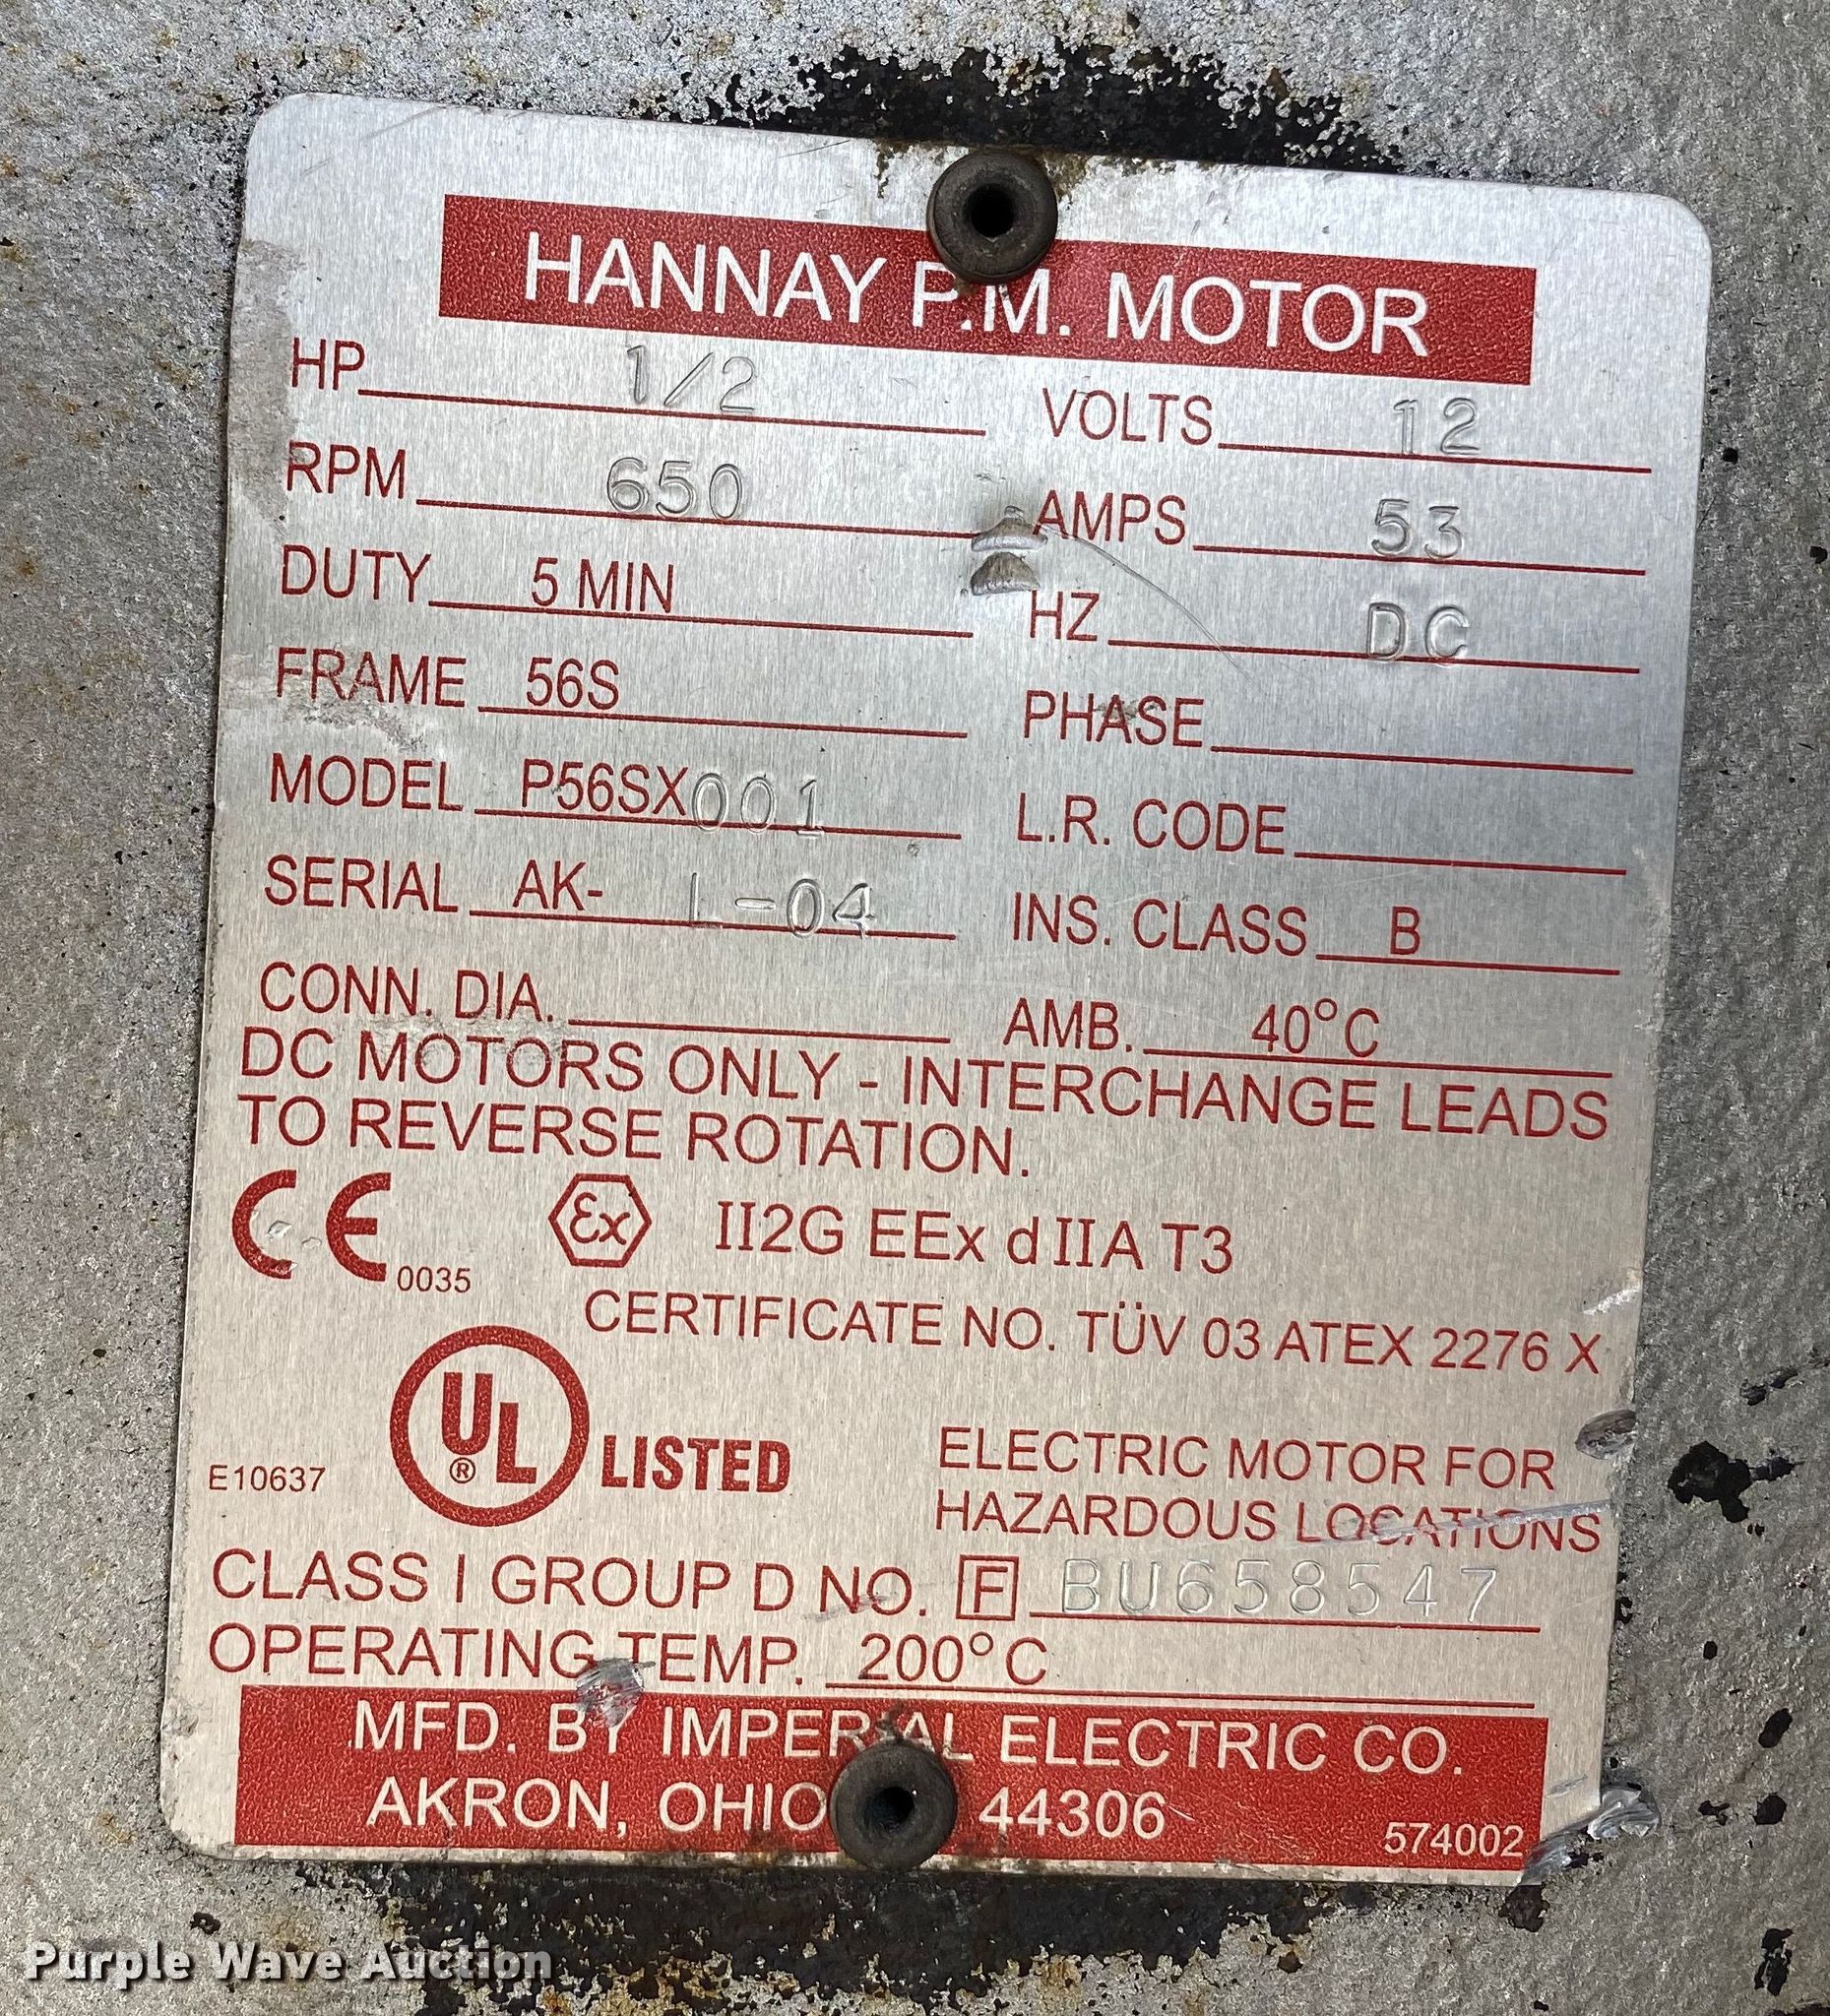 HANNAY P.M. MOTOR
HP 1/2 VOLTS 12
RPM 650 AMPS 53
DUTY 5 MIN HZ DC
FRAME 56S PHASE
MODEL P56SX001 L.R. CODE
SERIAL AK- L-04 INS. CLASS B
CONN. DIA. AMB. 40°C
DC MOTORS ONLY - INTERCHANGE LEADS
TO REVERSE ROTATION.
CE 0035 Ex II2G EEx d IIA T3
CERTIFICATE NO. TÜV 03 ATEX 2276 X
E10637 UL ® LISTED
ELECTRIC MOTOR FOR
HAZARDOUS LOCATIONS
CLASS I GROUP D NO. F BU658547
OPERATING TEMP. 200°C
MFD. BY IMPERIAL ELECTRIC CO.
AKRON, OHIO 44306 574002
Purple Wave Auction